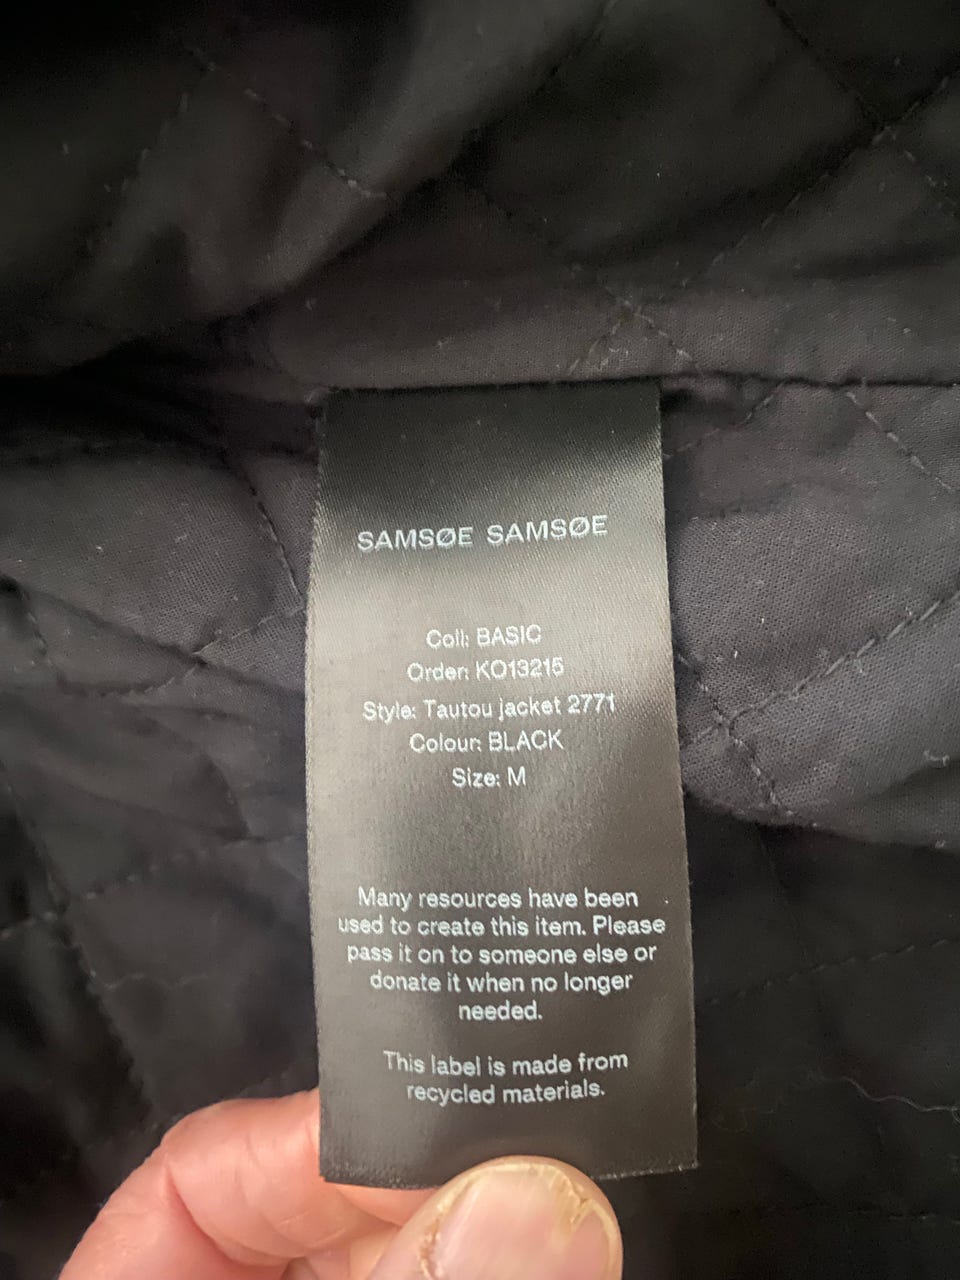 SAMSØE SAMSØE
Coll: BASIC
Order: KO13215
Style: Tautou jacket 2771
Colour: BLACK
Size: M
Many resources have been
used to create this item. Please
pass it on to someone else or
donate it when no longer
needed.
This label is made from
recycled materials.